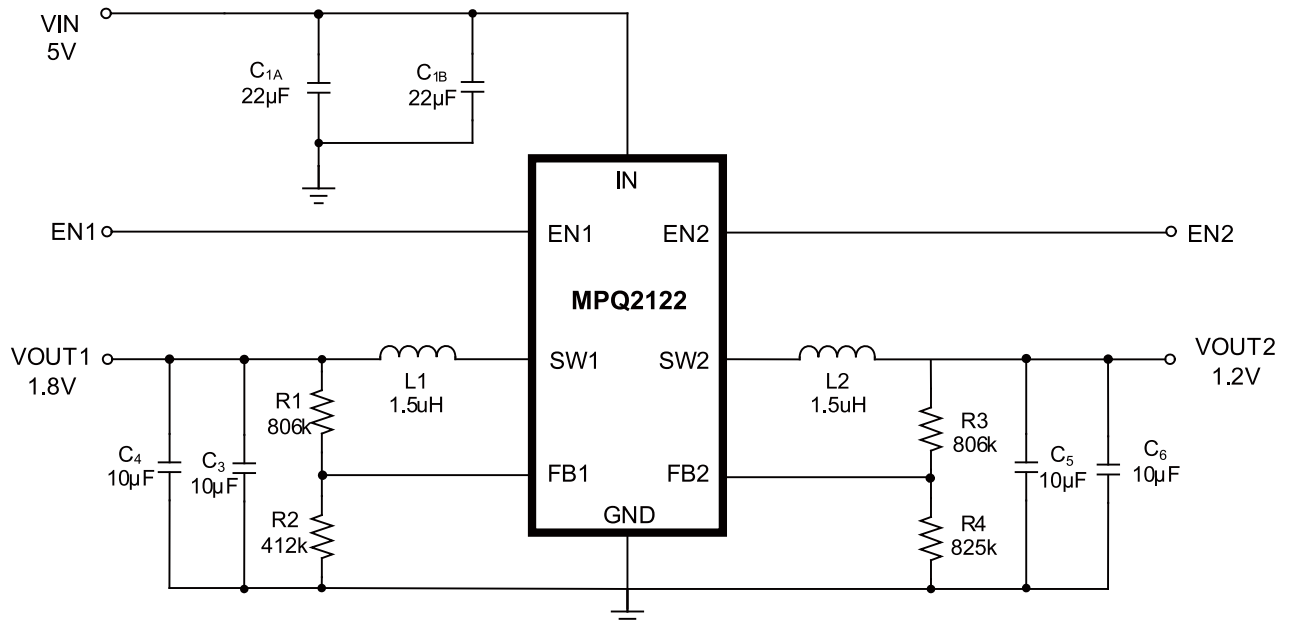 VIN
5V
C1A
22µF
C1B
22µF
IN
EN1
EN1
EN2
EN2
MPQ2122
VOUT1
1.8V
L1
1.5uH
SW1
SW2
L2
1.5uH
VOUT2
1.2V
R1
806k
R3
806k
C4
10µF
C3
10µF
FB1
FB2
C5
10µF
C6
10µF
R2
412k
GND
R4
825k